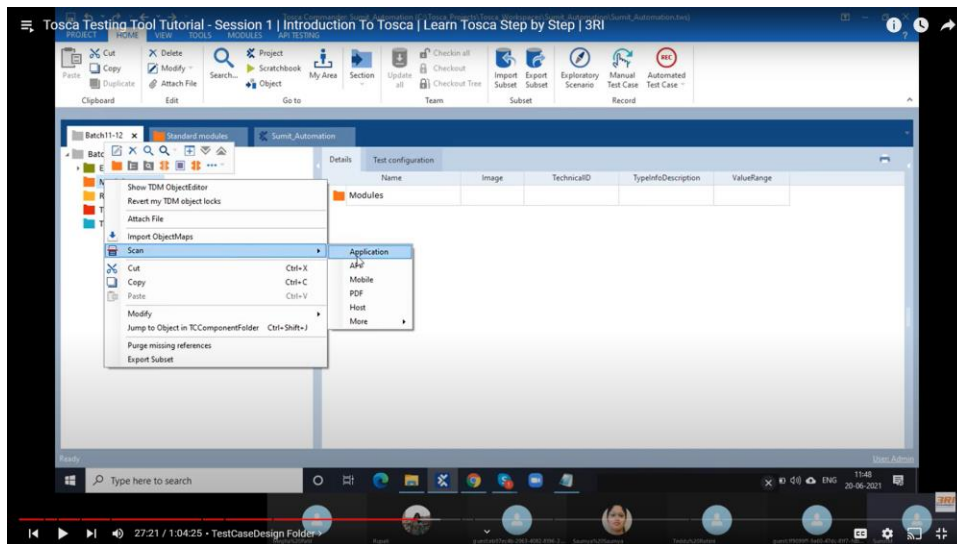 Tosca Testing Tool Tutorial - Session 1 | Introduction To Tosca | Learn Tosca Step by Step | 3RI
PROJECT HOME VIEW TOOLS MODULES API TESTING
Paste
Cut
Copy
Duplicate
Clipboard
Delete
Modify
Attach File
Edit
Search...
Project
Scratchbook
Object
My Area
Go to
Section
Update all
Checkin all
Checkout
Checkout Tree
Team
Import Subset
Export Subset
Subset
Exploratory Scenario
Manual Test Case
REC
Automated Test Case
Record
Batch11-12 Standard modules Sumit_Automation
Batc
E
N
R
T
T
Show TDM ObjectEditor
Revert my TDM object locks
Attach File
Import ObjectMaps
Scan
Cut Ctrl+X
Copy Ctrl+C
Paste Ctrl+V
Modify
Jump to Object in TCComponentFolder Ctrl+Shift+J
Purge missing references
Export Subset
Application
API
Mobile
PDF
Host
More
Details Test configuration
Name Image TechnicalID TypeInfoDescription ValueRange
Modules
Ready
User: Admin
Type here to search
ENG
11:48
20-06-2021
3RI
27:21 / 1:04:25 • TestCaseDesign Folder
CC